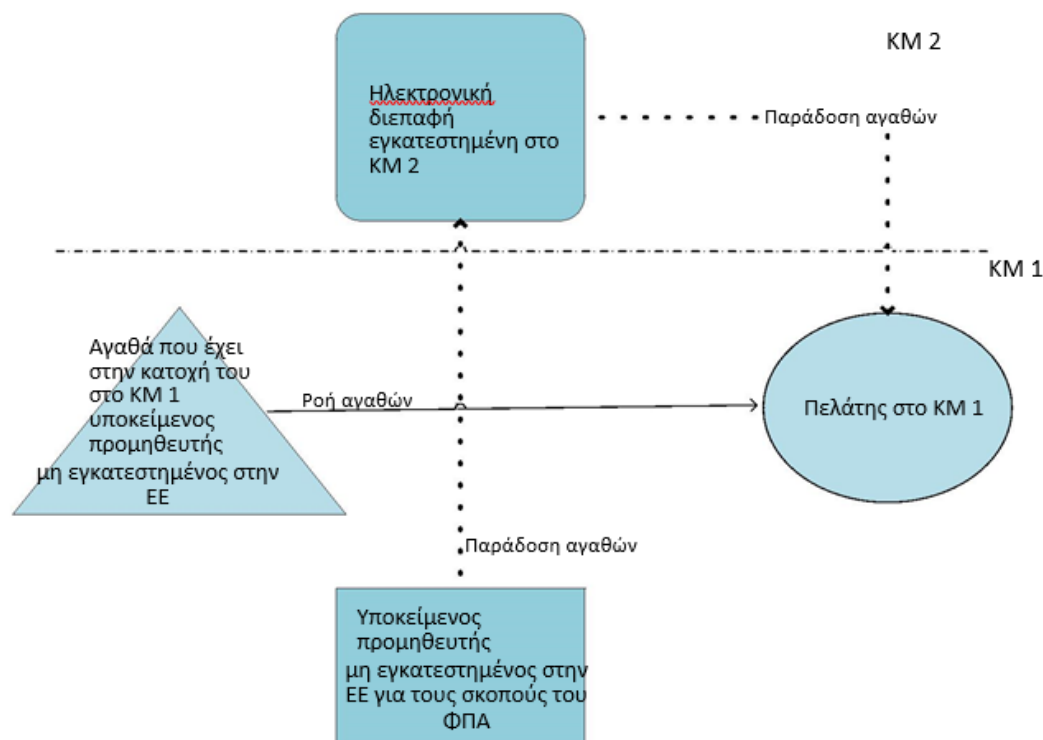 ΚΜ 2
Ηλεκτρονική
διεπαφή
εγκατεστημένη στο
ΚΜ 2
Παράδοση αγαθών
ΚΜ 1
Αγαθά που έχει
στην κατοχή του
στο ΚΜ 1
υποκείμενος
προμηθευτής
μη εγκατεστημένος στην
ΕΕ
Ροή αγαθών
Πελάτης στο ΚΜ 1
Παράδοση αγαθών
Υποκείμενος
προμηθευτής
μη εγκατεστημένος στην
ΕΕ για τους σκοπούς του
ΦΠΑ